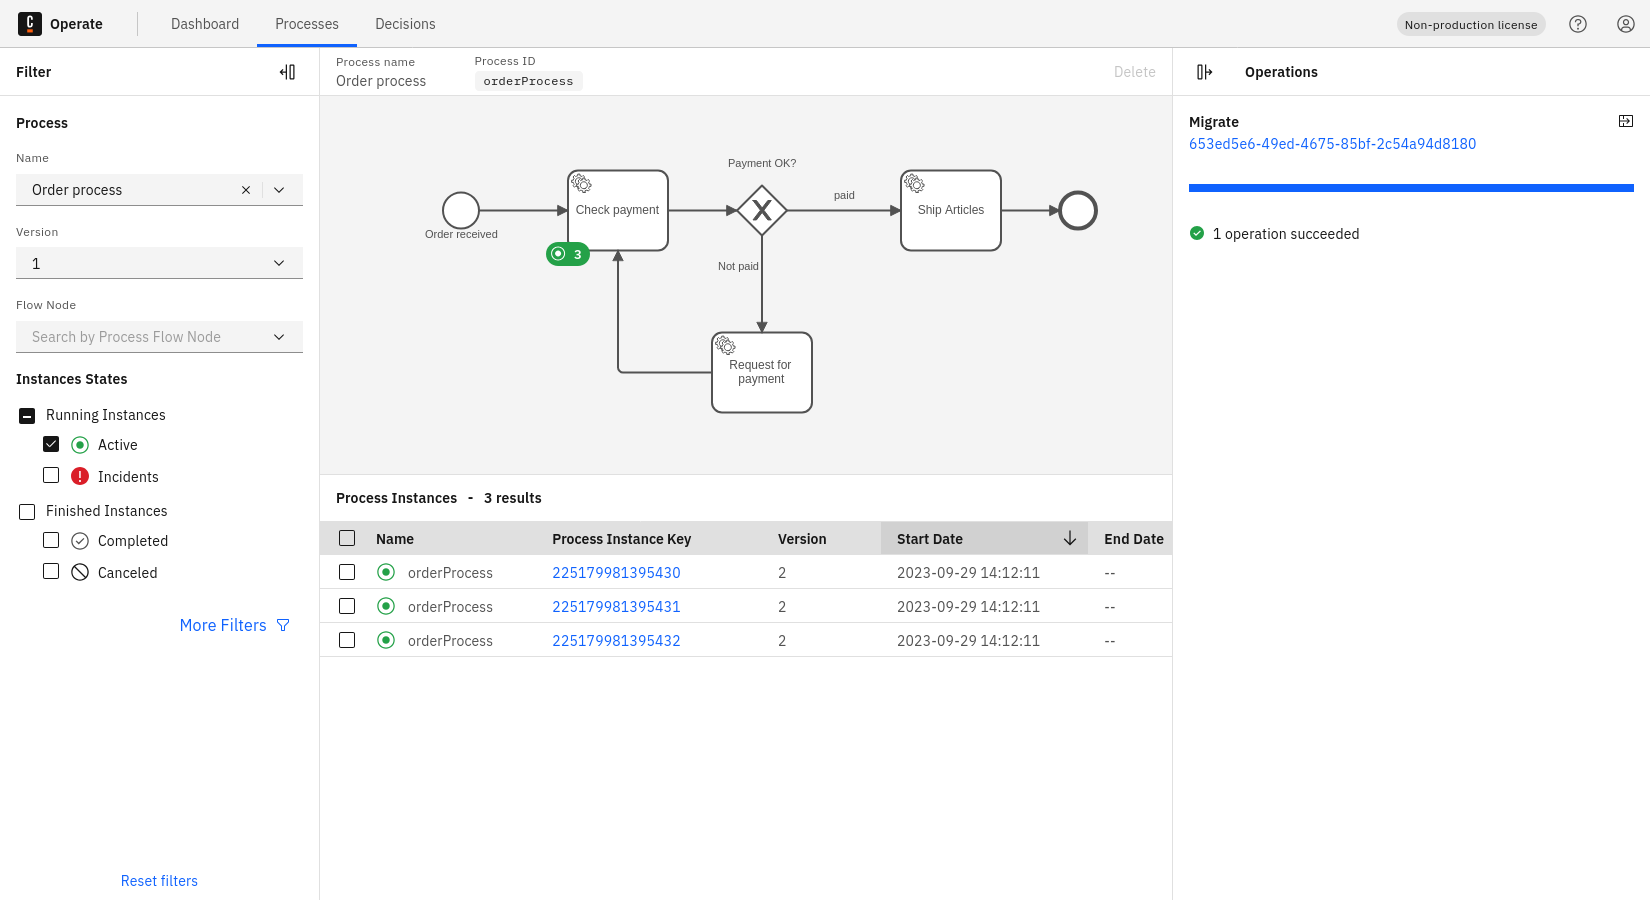 Operate
Dashboard
Processes
Decisions
Non-production license
Filter
Process
Name
Order process
Version
1
Flow Node
Search by Process Flow Node
Instances States
Running Instances
Active
Incidents
Finished Instances
Completed
Canceled
More Filters
Reset filters
Process name
Order process
Process ID
orderProcess
Delete
Order received
Check payment
3
Payment OK?
paid
Not paid
Ship Articles
Request for
payment
Process Instances - 3 results
Name Process Instance Key Version Start Date End Date
orderProcess 225179981395430 2 2023-09-29 14:12:11 --
orderProcess 225179981395431 2 2023-09-29 14:12:11 --
orderProcess 225179981395432 2 2023-09-29 14:12:11 --
Operations
Migrate
653ed5e6-49ed-4675-85bf-2c54a94d8180
1 operation succeeded